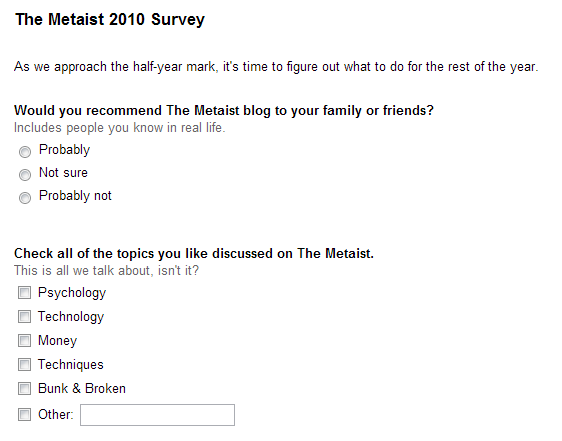 The Metaist 2010 Survey
As we approach the half-year mark, it's time to figure out what to do for the rest of the year.
Would you recommend The Metaist blog to your family or friends?
Includes people you know in real life.
Probably
Not sure
Probably not
Check all of the topics you like discussed on The Metaist.
This is all we talk about, isn't it?
Psychology
Technology
Money
Techniques
Bunk & Broken
Other: